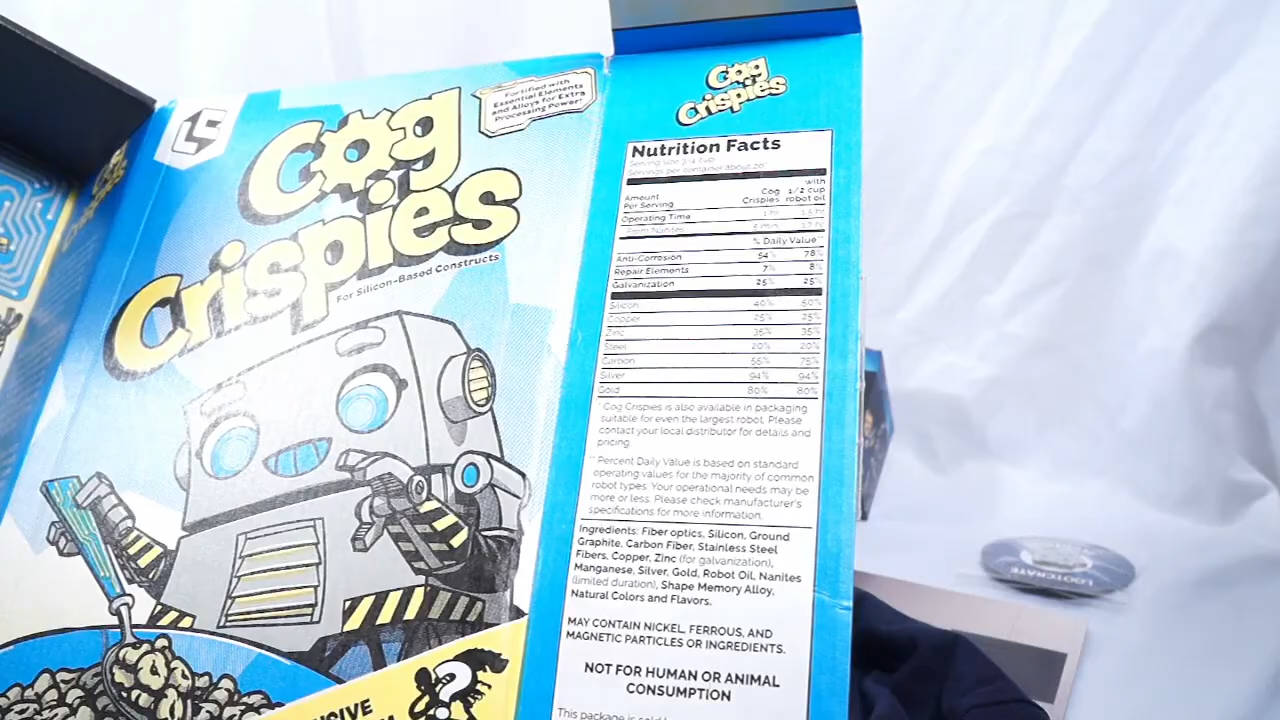 Cog
Crispies
For Silicon-Based Constructs
Fortified with
Essential Elements
and Alloys for Extra
Processing Power!
Cog
Crispies
Nutrition Facts
Serving size 3/4 cup
Servings per container about 20*
Amount
Per Serving
Cog
Crispies
with
1/2 cup
robot oil
Operating Time 1 hr 1.5 hr
From Nanites 5 min
% Daily Value**
Anti-Corrosion 54% 78%
Repair Elements 7% 8%
Galvanization 25% 25%
Silicon 40% 50%
Copper 25% 25%
Zinc 35% 35%
Steel 20% 20%
Carbon 55% 75%
Silver 94% 94%
Gold 80% 80%
* Cog Crispies is also available in packaging
suitable for even the largest robot. Please
contact your local distributor for details and
pricing.
** Percent Daily Value is based on standard
operating values for the majority of common
robot types. Your operational needs may be
more or less. Please check manufacturer's
specifications for more information.
Ingredients: Fiber optics, Silicon, Ground
Graphite, Carbon Fiber, Stainless Steel
Fibers, Copper, Zinc (for galvanization),
Manganese, Silver, Gold, Robot Oil, Nanites
(limited duration), Shape Memory Alloy,
Natural Colors and Flavors.
MAY CONTAIN NICKEL, FERROUS, AND
MAGNETIC PARTICLES OR INGREDIENTS.
NOT FOR HUMAN OR ANIMAL
CONSUMPTION
This package is sold
LOOTCRATE